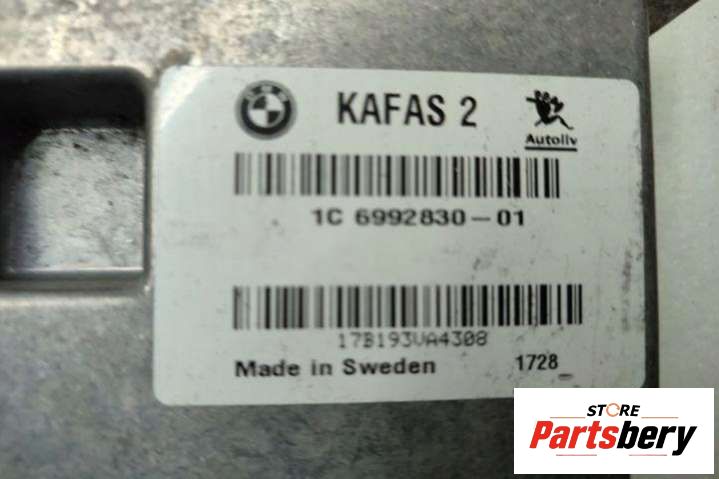 KAFAS 2
Autoliv
1C 6992830-01
17B193VA4308
Made in Sweden 1728
STORE
Partsbery